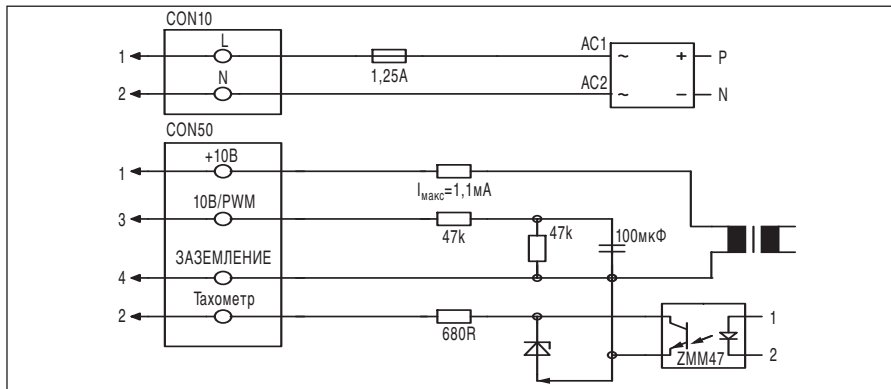 CON10
L
1
1,25A
AC1
~
+
P
N
2
AC2
~
−
N
CON50
+10В
1
Iмакс=1,1мА
10В/PWM
3
47k
47k
100мкФ
ЗАЗЕМЛЕНИЕ
4
Тахометр
2
680R
ZMM47
1
2